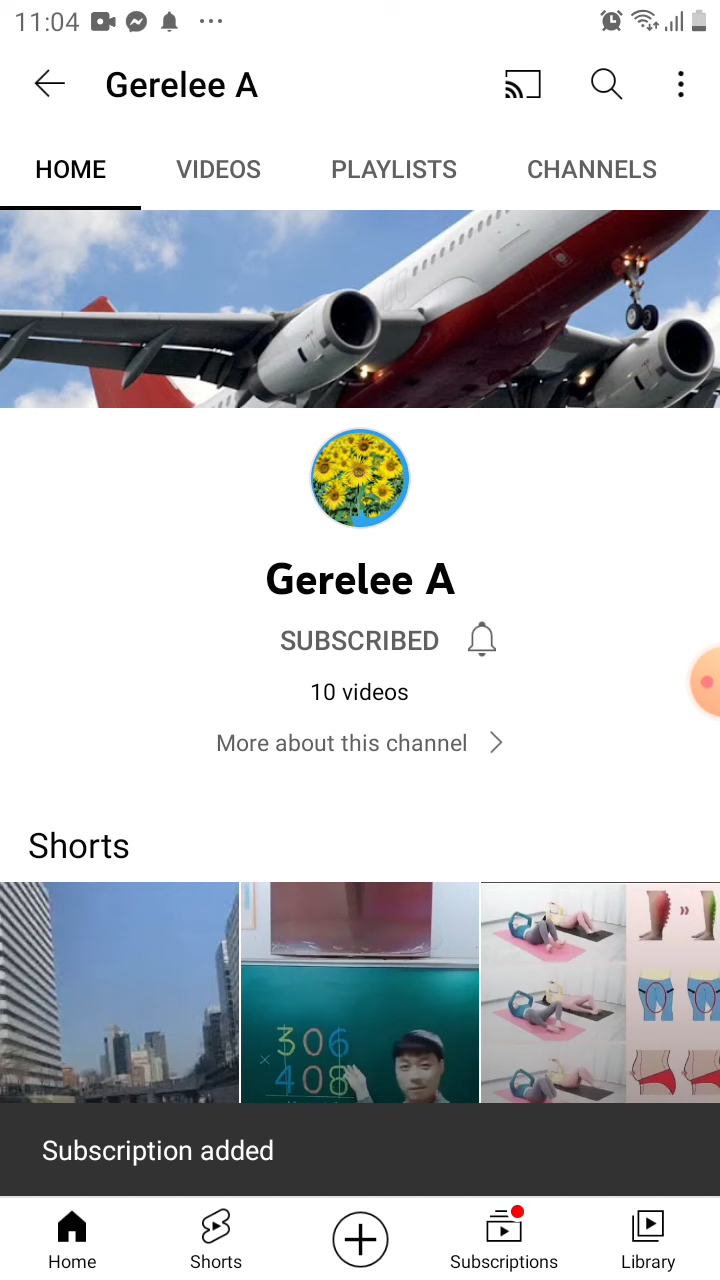 11:04
Gerelee A
HOME VIDEOS PLAYLISTS CHANNELS
Gerelee A
SUBSCRIBED
10 videos
More about this channel
Shorts
306
× 408
Subscription added
Home Shorts Subscriptions Library